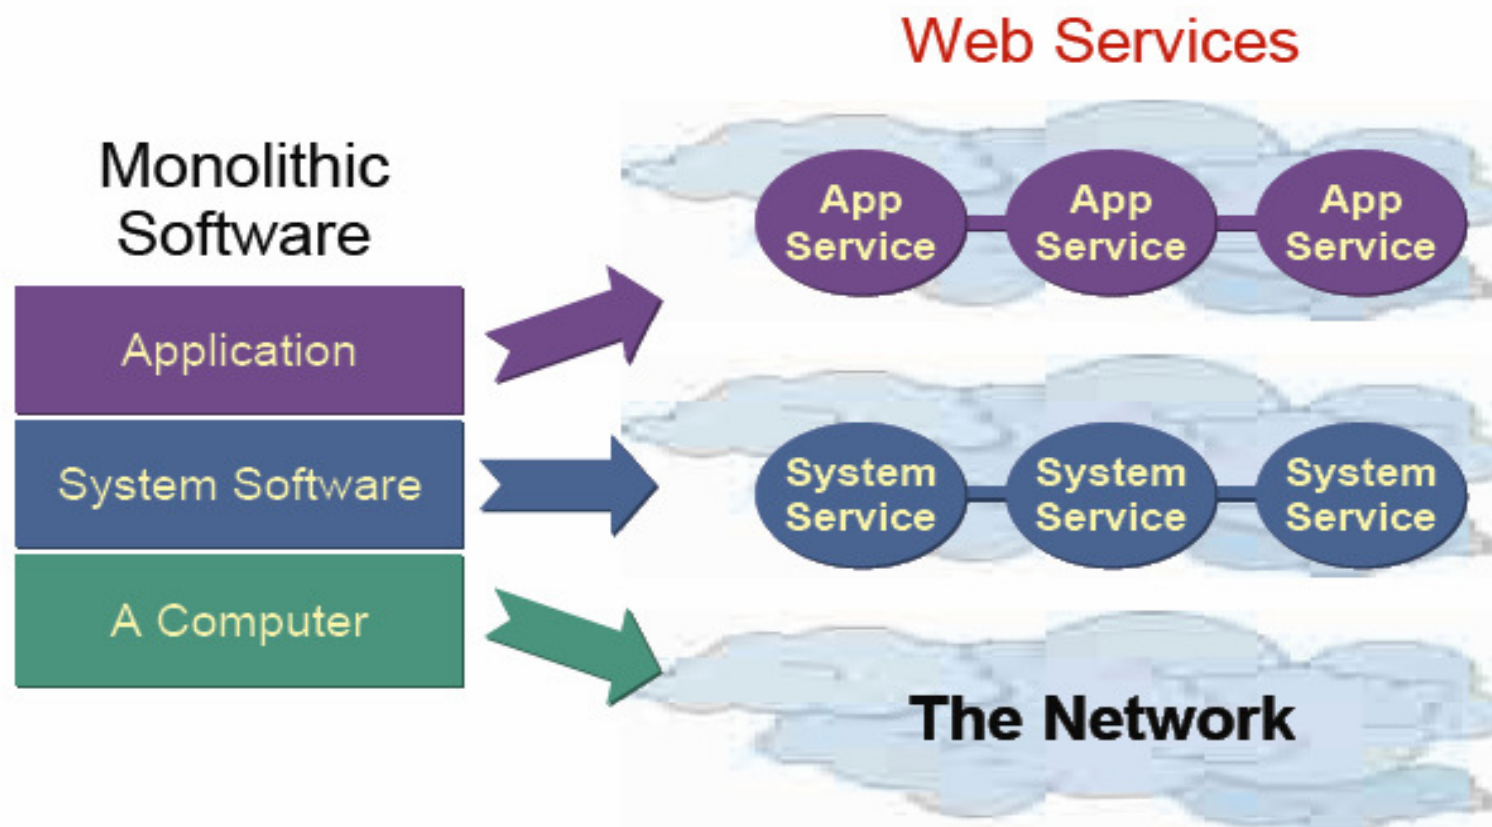 Web Services
Monolithic
Software
Application
System Software
A Computer
App
Service
App
Service
App
Service
System
Service
System
Service
System
Service
The Network